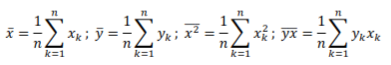 x̄ = 1/n ∑_{k=1}^{n} x_k ; ȳ = 1/n ∑_{k=1}^{n} y_k ; \overline{x^2} = 1/n ∑_{k=1}^{n} x_k^2 ; \overline{yx} = 1/n ∑_{k=1}^{n} y_k x_k